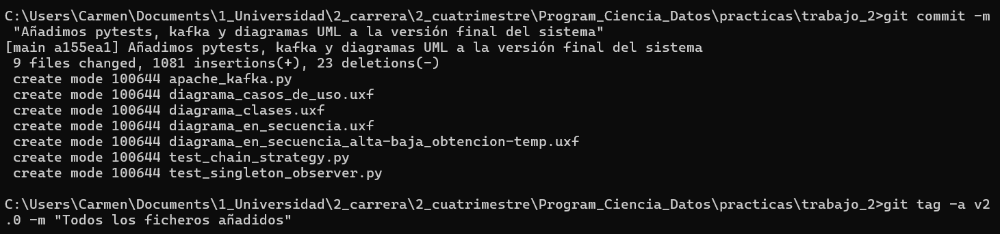 C:\Users\Carmen\Documents\1_Universidad\2_carrera\2_cuatrimestre\Program_Ciencia_Datos\practicas\trabajo_2>git commit -m
 "Añadimos pytests, kafka y diagramas UML a la versión final del sistema"
[main a155ea1] Añadimos pytests, kafka y diagramas UML a la versión final del sistema
 9 files changed, 1081 insertions(+), 23 deletions(-)
 create mode 100644 apache_kafka.py
 create mode 100644 diagrama_casos_de_uso.uxf
 create mode 100644 diagrama_clases.uxf
 create mode 100644 diagrama_en_secuencia.uxf
 create mode 100644 diagrama_en_secuencia_alta-baja_obtencion-temp.uxf
 create mode 100644 test_chain_strategy.py
 create mode 100644 test_singleton_observer.py
C:\Users\Carmen\Documents\1_Universidad\2_carrera\2_cuatrimestre\Program_Ciencia_Datos\practicas\trabajo_2>git tag -a v2
.0 -m "Todos los ficheros añadidos"